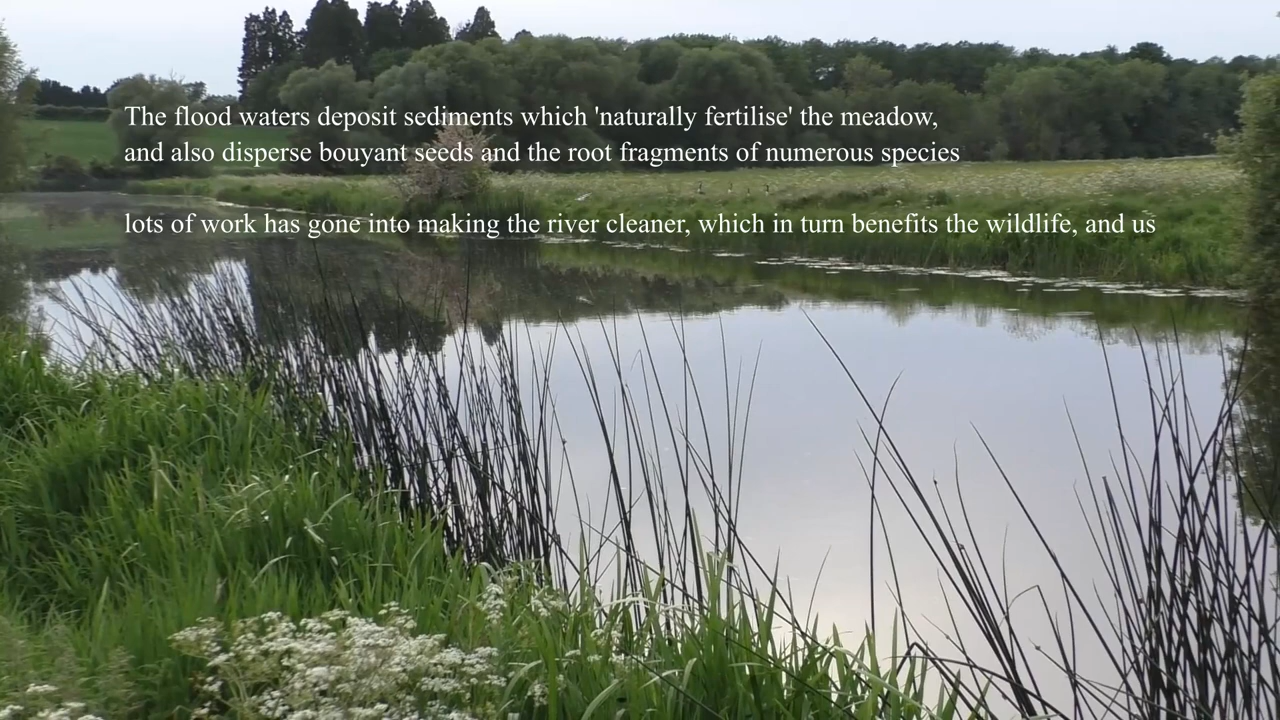 The flood waters deposit sediments which 'naturally fertilise' the meadow,
and also disperse bouyant seeds and the root fragments of numerous species
lots of work has gone into making the river cleaner, which in turn benefits the wildlife, and us